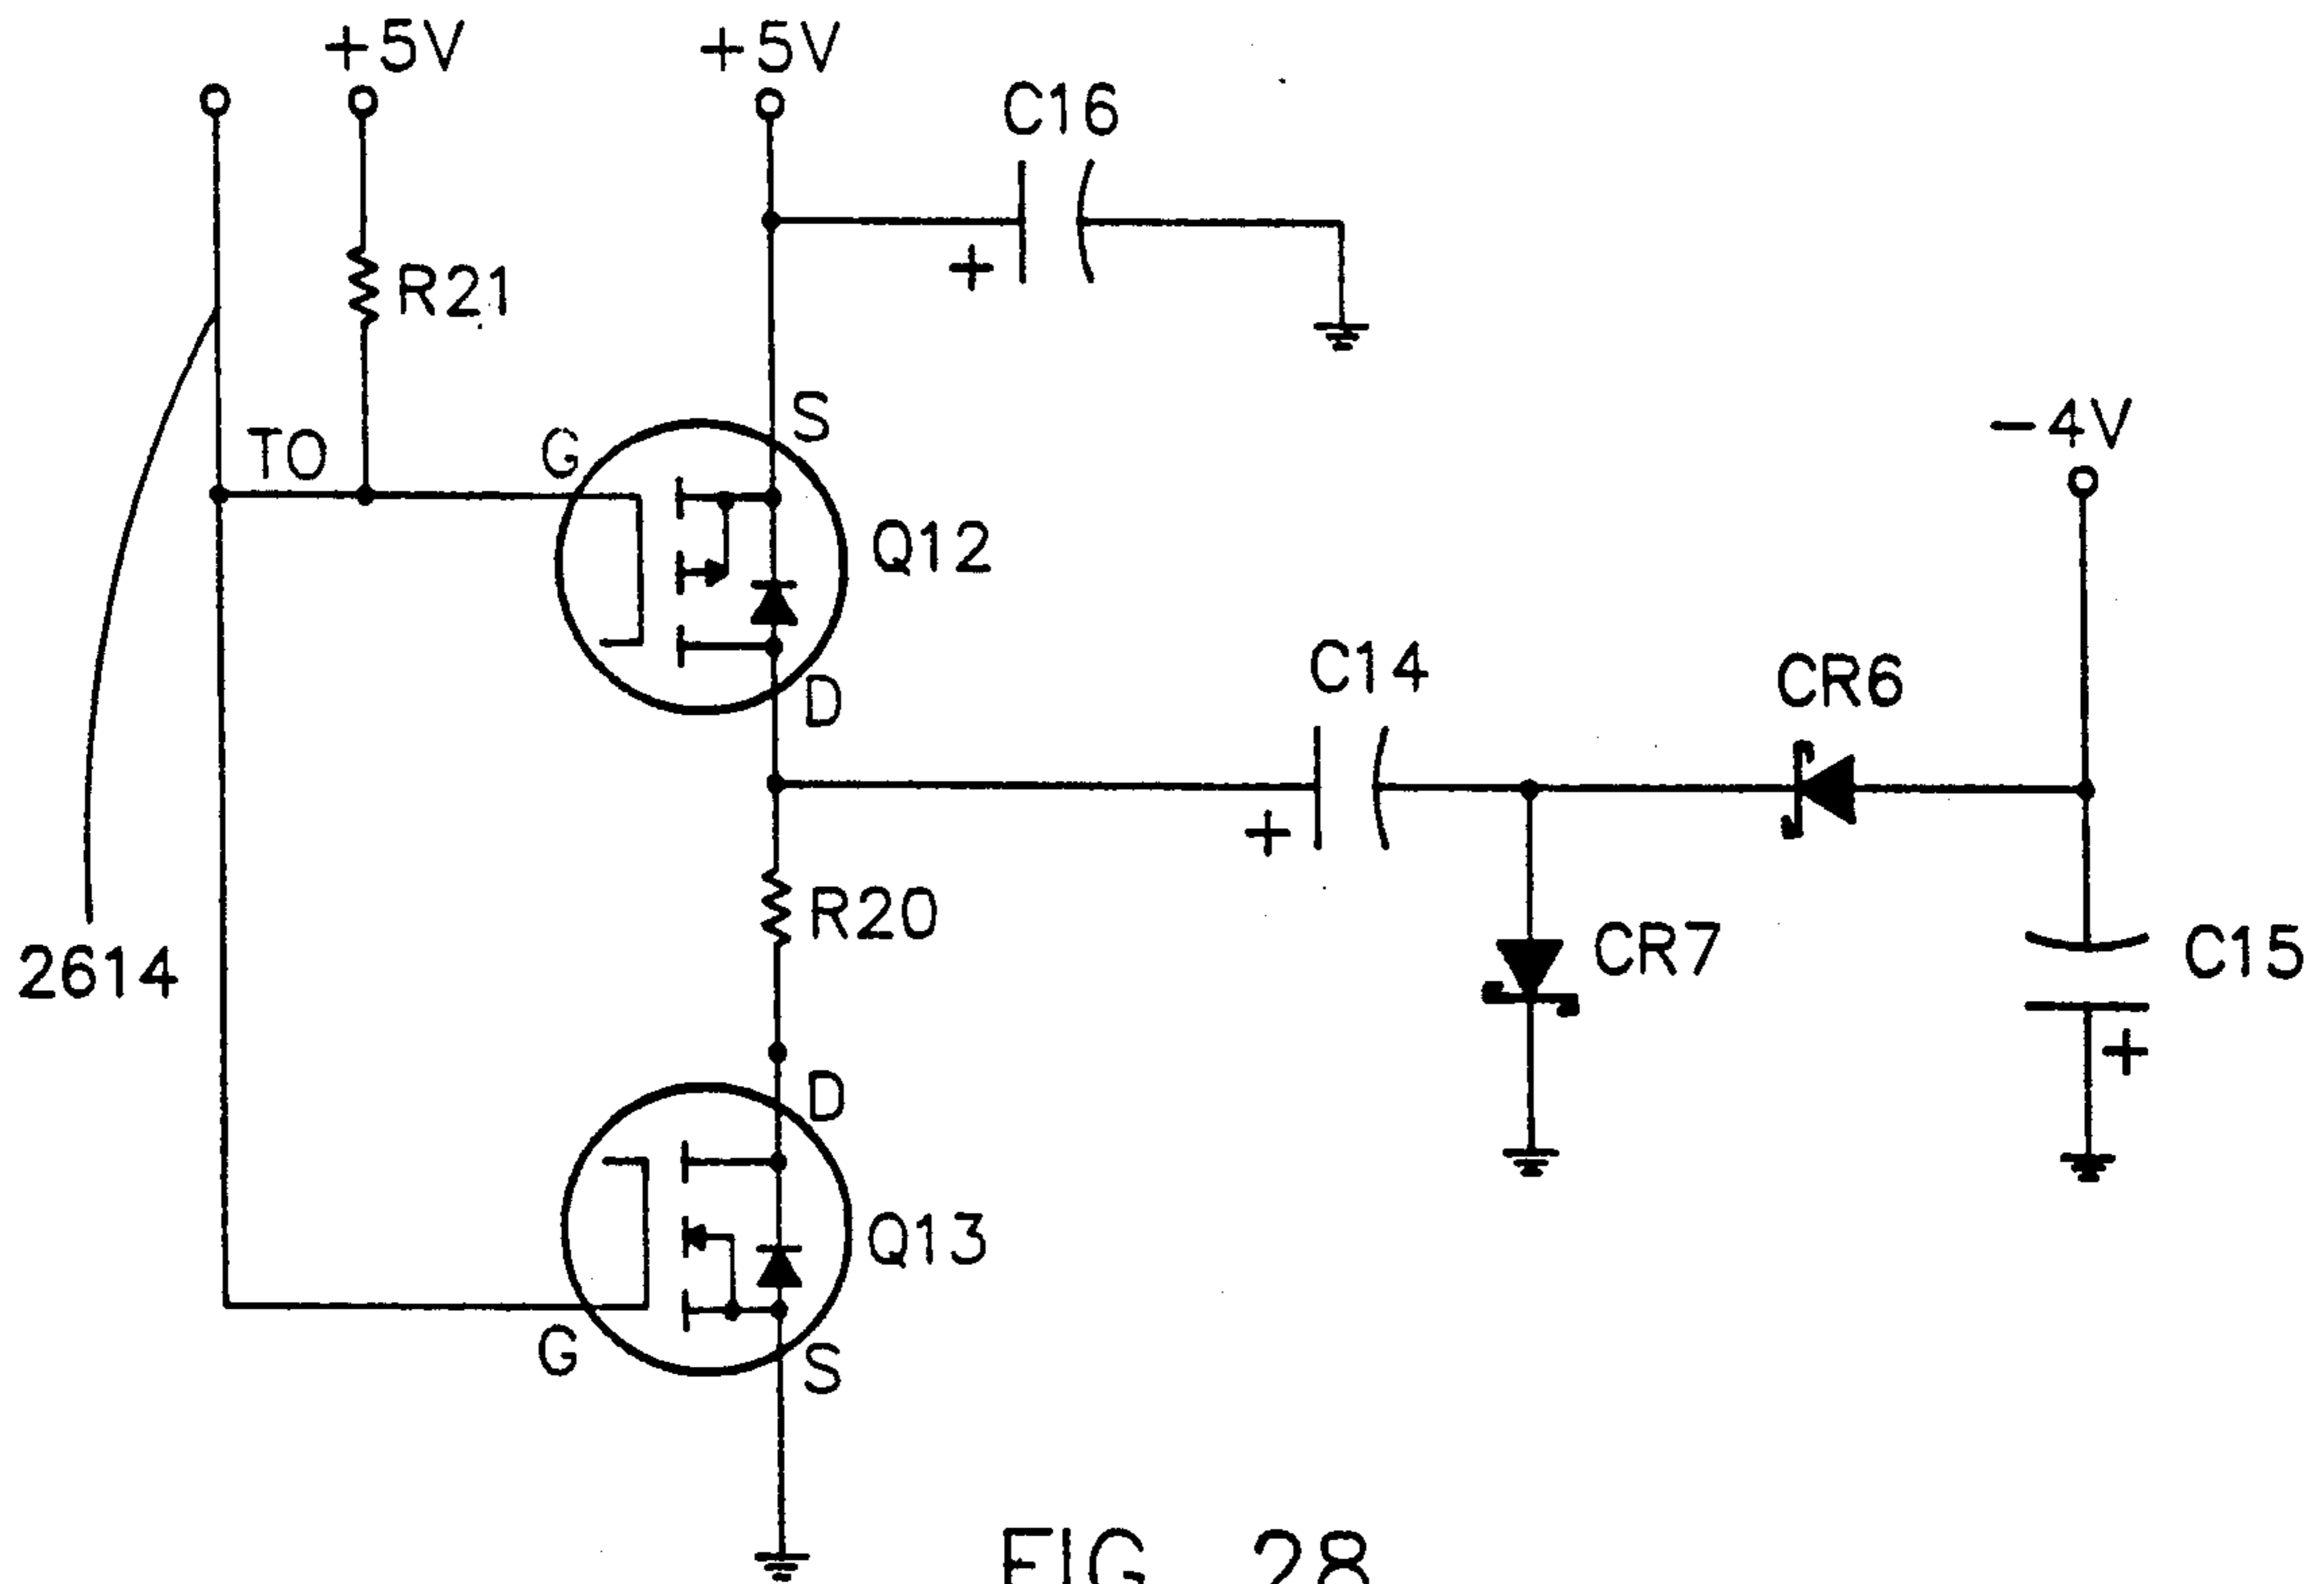 +5V
+5V
C16
+
R21
TO
G
S
Q12
D
-4V
C14
+
CR6
R20
CR7
C15
+
2614
D
Q13
G
S
FIG. 28